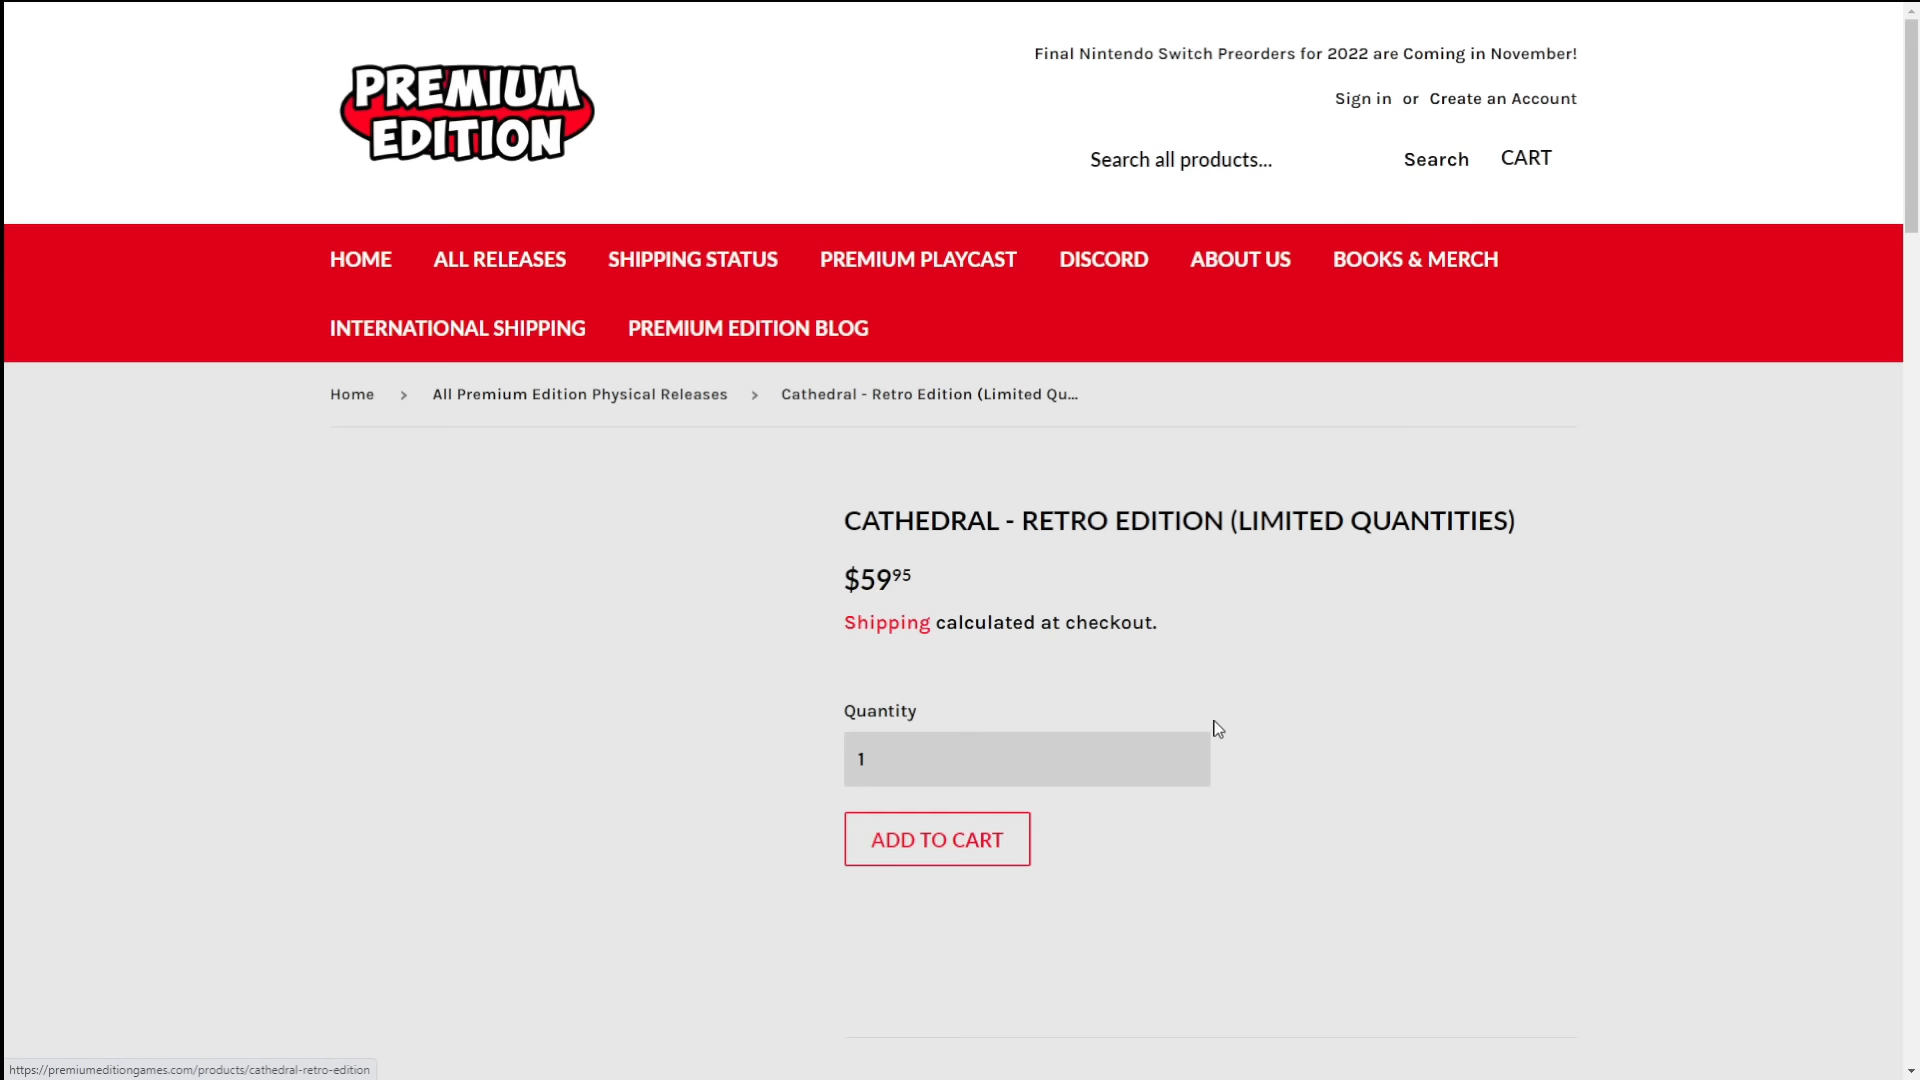 PREMIUM
EDITION
Final Nintendo Switch Preorders for 2022 are Coming in November!
Sign in or Create an Account
Search all products...
Search
CART
HOME
ALL RELEASES
SHIPPING STATUS
PREMIUM PLAYCAST
DISCORD
ABOUT US
BOOKS & MERCH
INTERNATIONAL SHIPPING
PREMIUM EDITION BLOG
Home › All Premium Edition Physical Releases › Cathedral - Retro Edition (Limited Qu...
CATHEDRAL - RETRO EDITION (LIMITED QUANTITIES)
$59 95
Shipping calculated at checkout.
Quantity
1
ADD TO CART
https://premiumeditiongames.com/products/cathedral-retro-edition